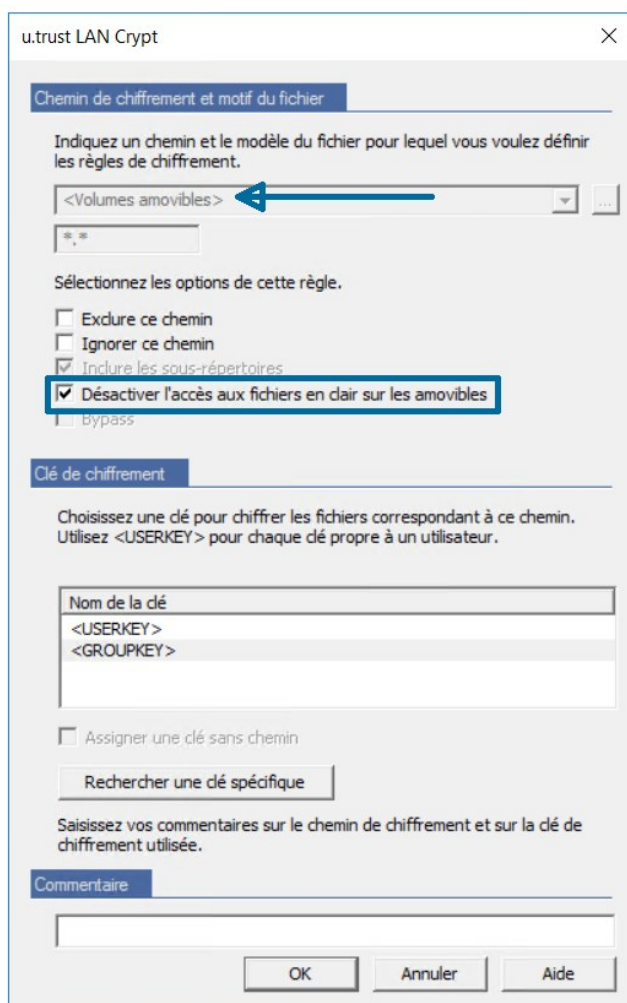 u.trust LAN Crypt
Chemin de chiffrement et motif du fichier
Indiquez un chemin et le modèle du fichier pour lequel vous voulez définir
les règles de chiffrement.
<Volumes amovibles>
...
*.*
Sélectionnez les options de cette règle.
Exclure ce chemin
Ignorer ce chemin
Inclure les sous-répertoires
Désactiver l'accès aux fichiers en clair sur les amovibles
Bypass
Clé de chiffrement
Choisissez une clé pour chiffrer les fichiers correspondant à ce chemin.
Utilisez <USERKEY> pour chaque clé propre à un utilisateur.
Nom de la clé
<USERKEY>
<GROUPKEY>
Assigner une clé sans chemin
Rechercher une clé spécifique
Saisissez vos commentaires sur le chemin de chiffrement et sur la clé de
chiffrement utilisée.
Commentaire
OK Annuler Aide